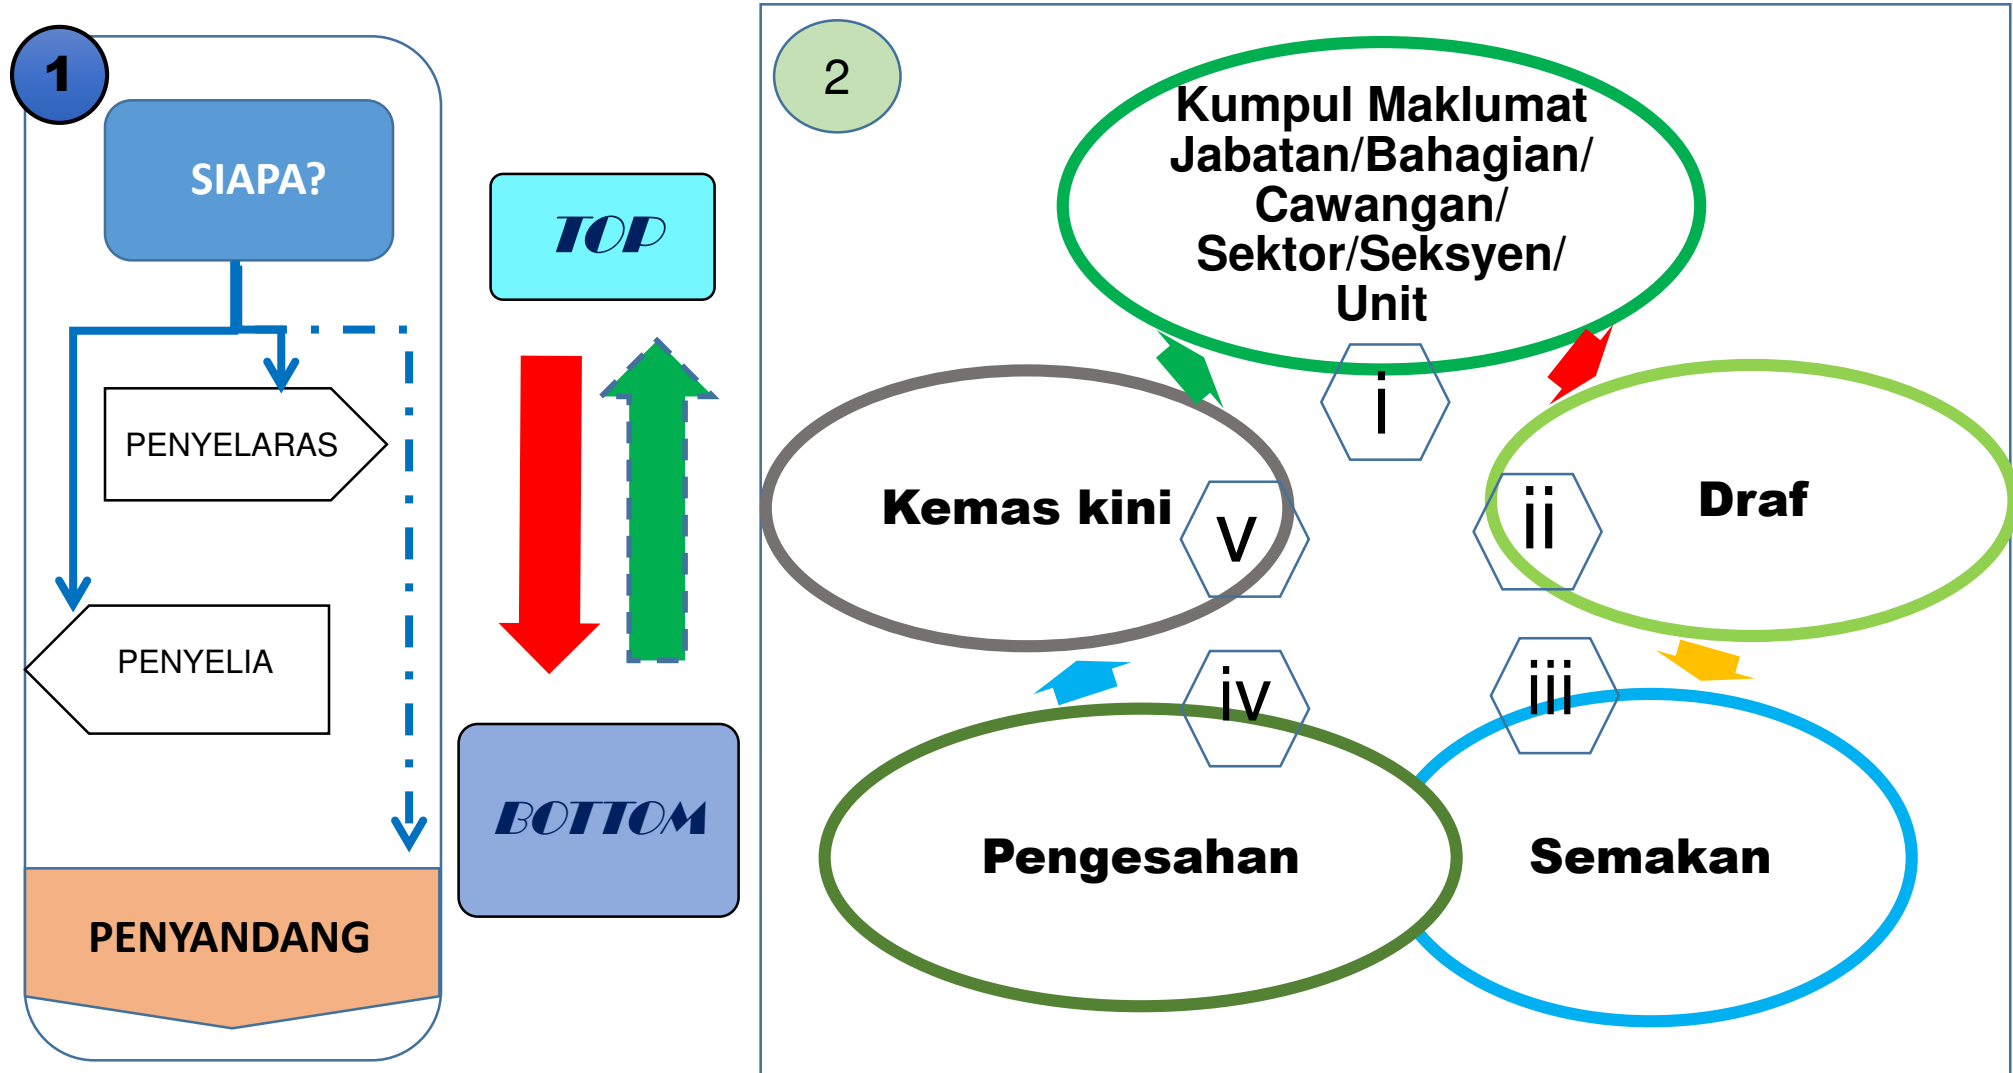 1
SIAPA?
PENYELARAS
PENYELIA
PENYANDANG
TOP
BOTTOM
2
Kumpul Maklumat
Jabatan/Bahagian/
Cawangan/
Sektor/Seksyen/
Unit
i
Draf
ii
Semakan
iii
Pengesahan
iv
Kemas kini
v